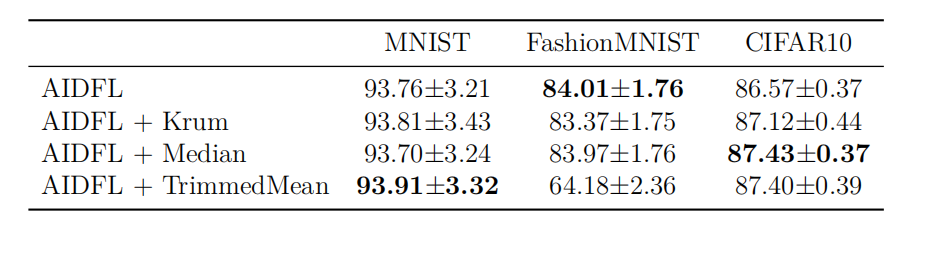 MNIST FashionMNIST CIFAR10
AIDFL 93.76±3.21 84.01±1.76 86.57±0.37
AIDFL + Krum 93.81±3.43 83.37±1.75 87.12±0.44
AIDFL + Median 93.70±3.24 83.97±1.76 87.43±0.37
AIDFL + TrimmedMean 93.91±3.32 64.18±2.36 87.40±0.39